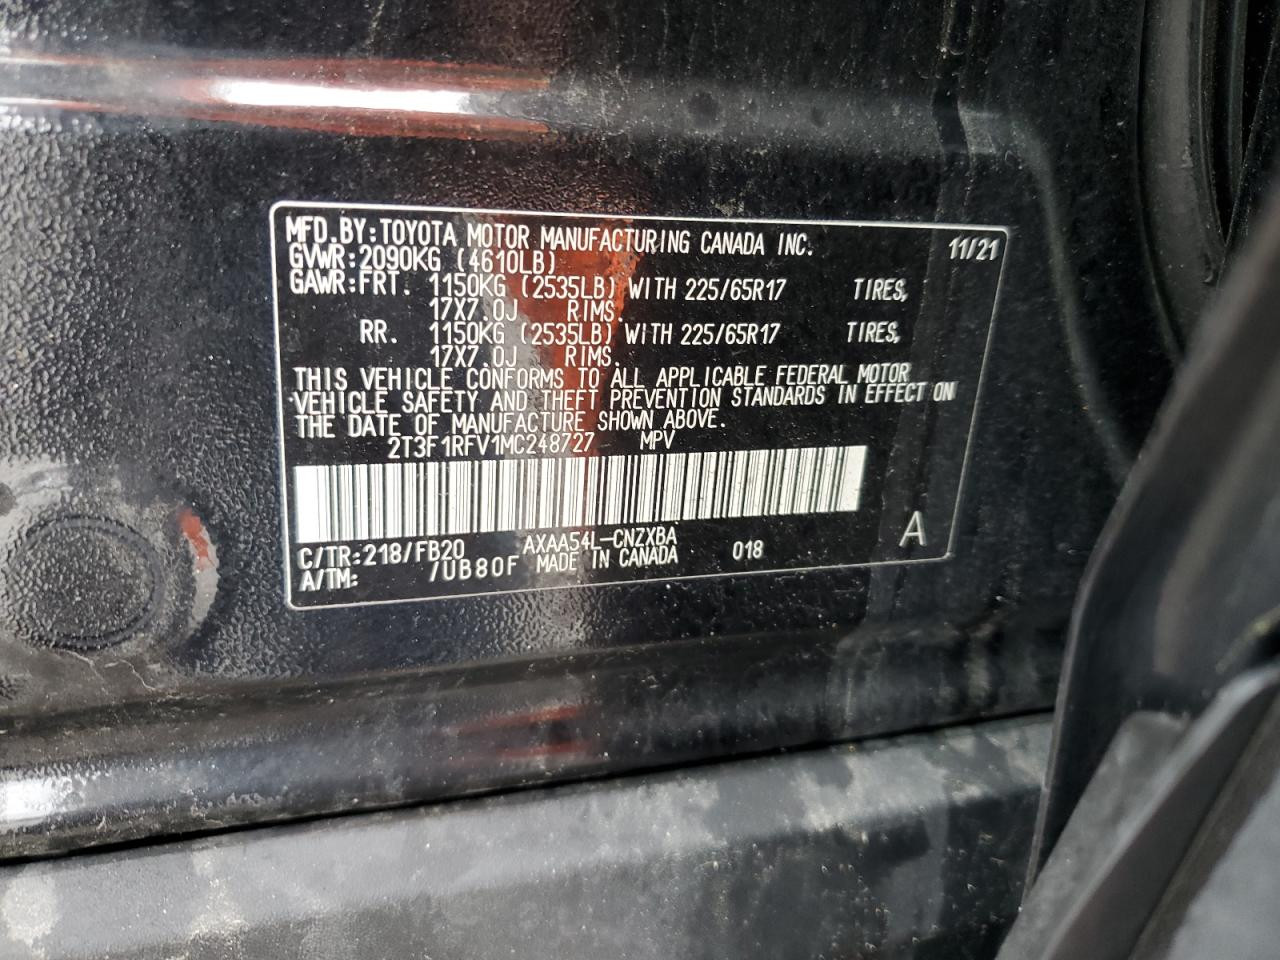 MFD. BY: TOYOTA MOTOR MANUFACTURING CANADA INC. 11/21
GVWR: 2090KG (4610LB)
GAWR: FRT. 1150KG (2535LB) WITH 225/65R17 TIRES,
17X7.0J RIMS.
RR. 1150KG (2535LB) WITH 225/65R17 TIRES,
17X7.0J RIMS.
THIS VEHICLE CONFORMS TO ALL APPLICABLE FEDERAL MOTOR
VEHICLE SAFETY AND THEFT PREVENTION STANDARDS IN EFFECT ON
THE DATE OF MANUFACTURE SHOWN ABOVE.
2T3F1RFV1MC248727 MPV
C/TR: 218/FB20 AXAA54L-CNZXBA 018 A
A/TM: /UB80F MADE IN CANADA